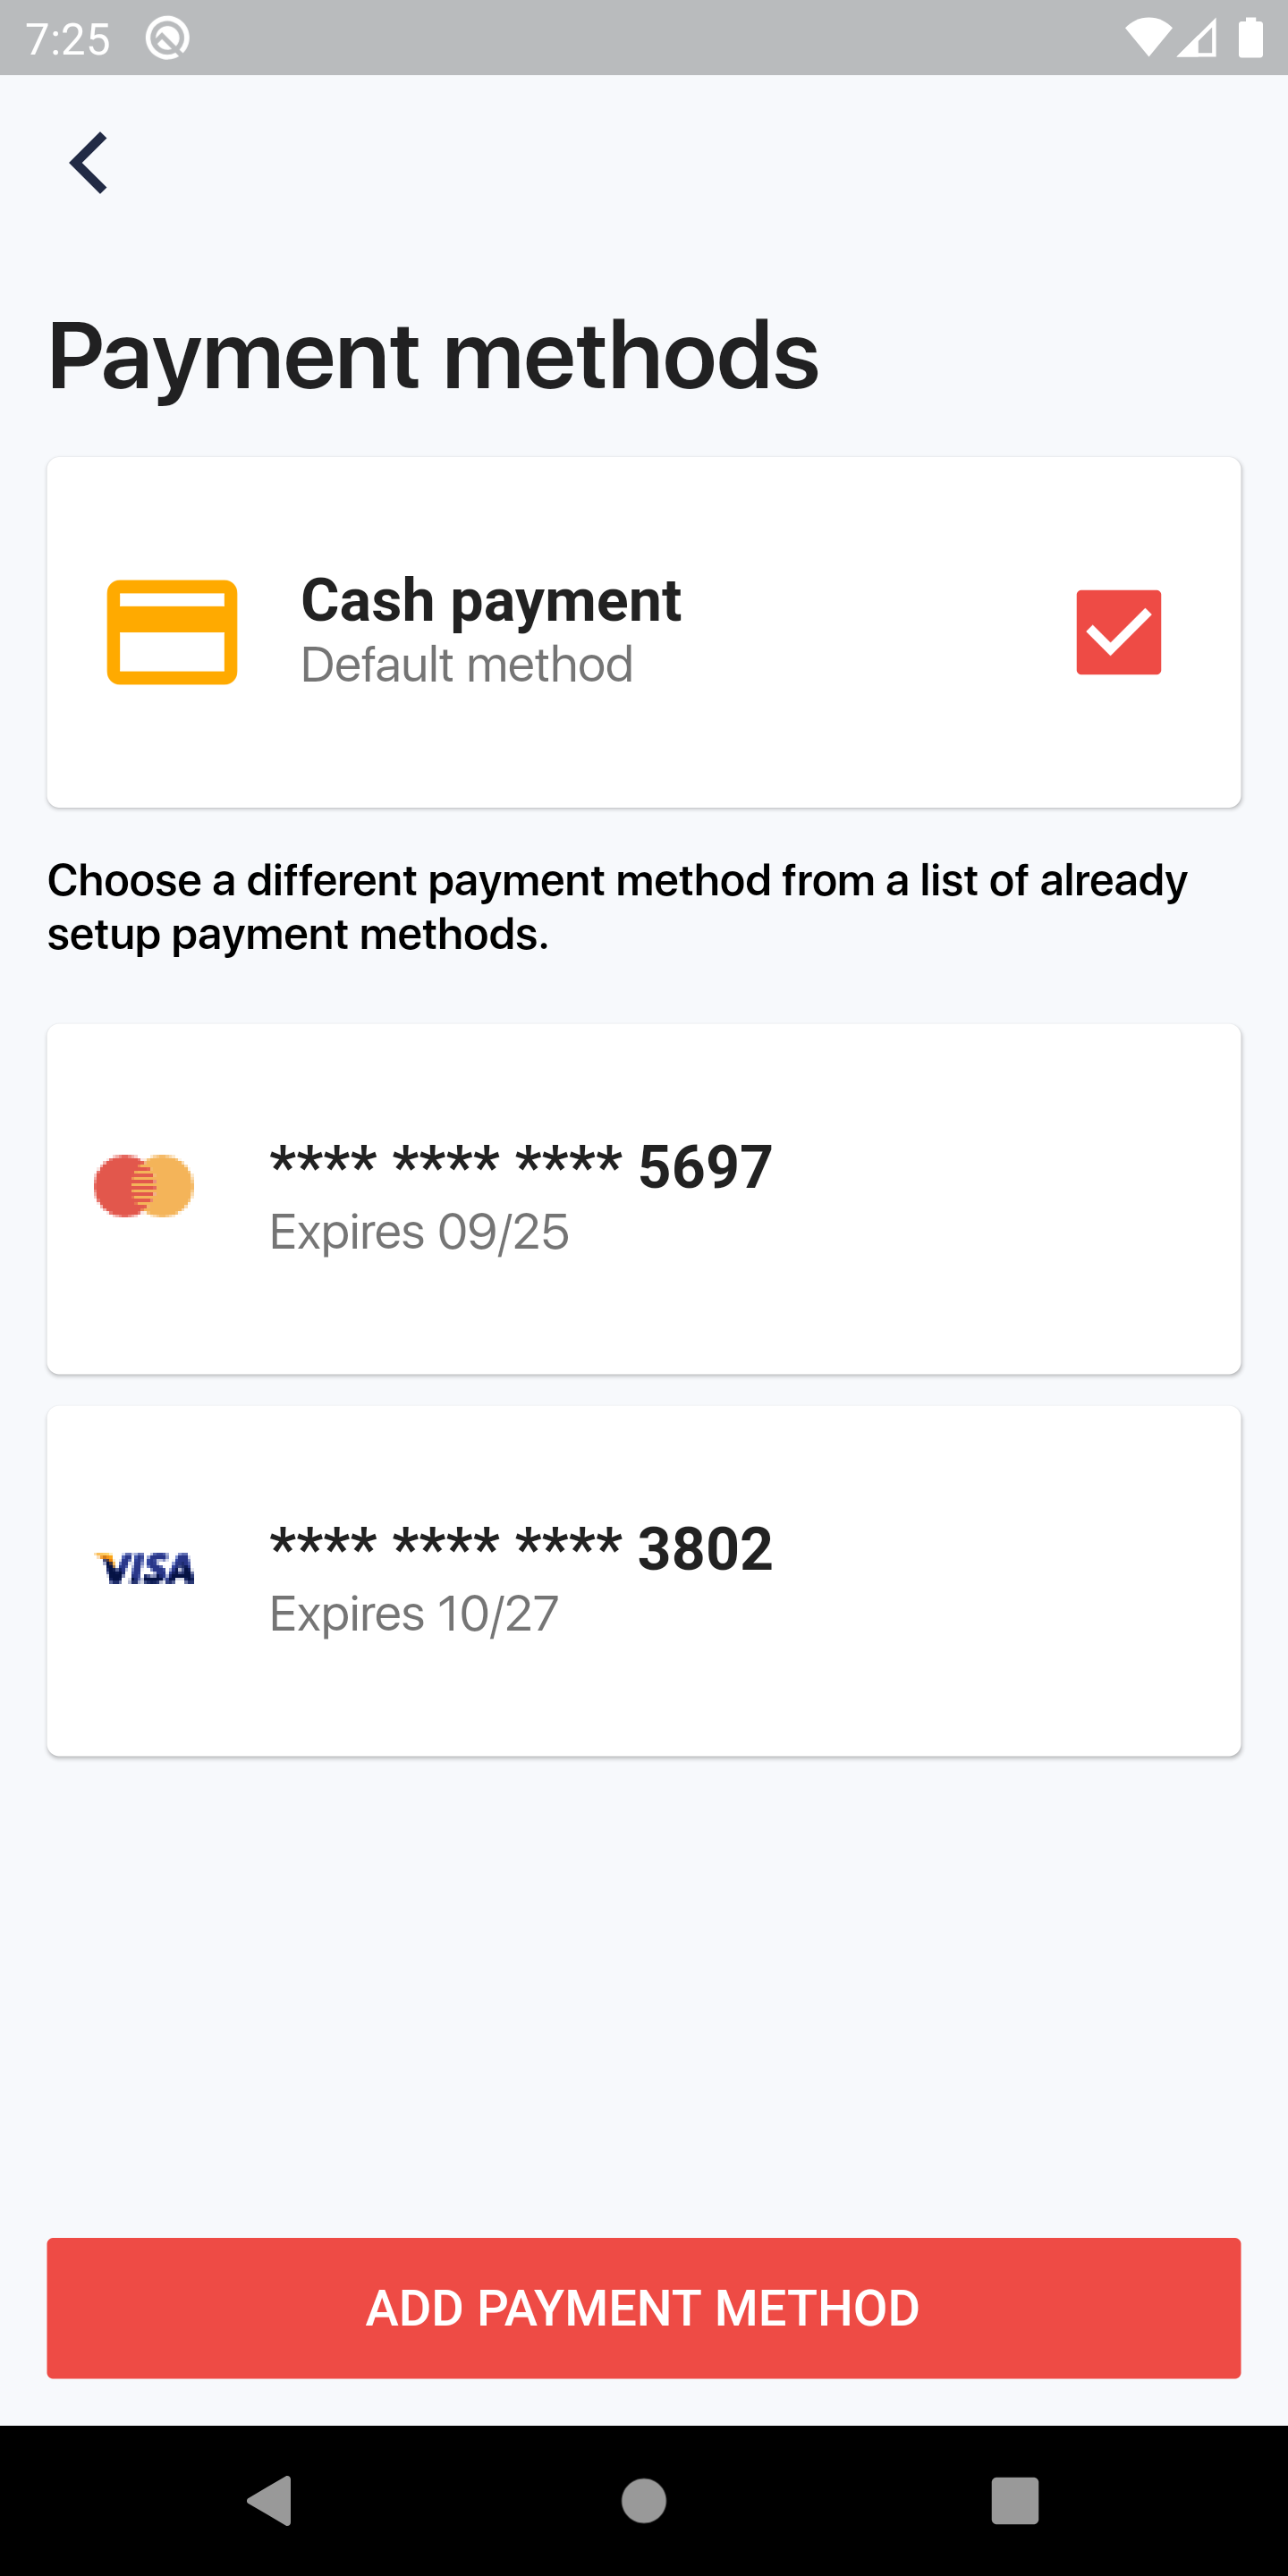 7:25
Payment methods
Cash payment
Default method
Choose a different payment method from a list of already
setup payment methods.
**** **** **** 5697
Expires 09/25
VISA
**** **** **** 3802
Expires 10/27
ADD PAYMENT METHOD